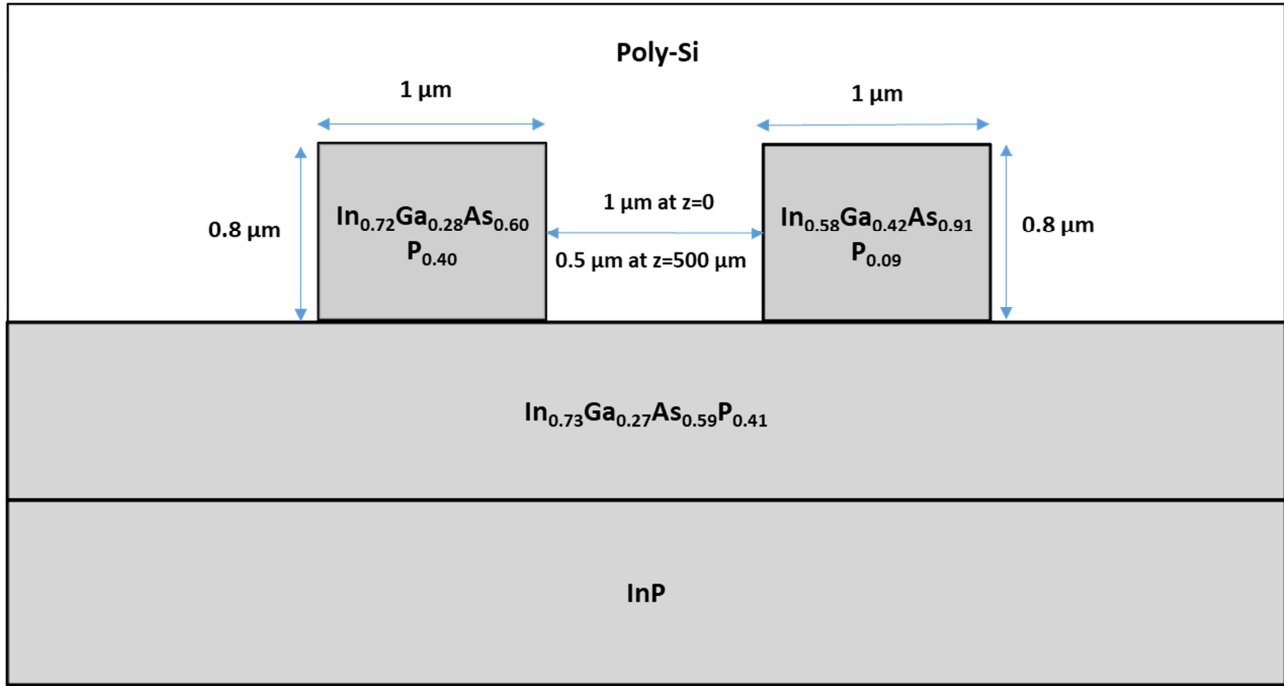 Poly-Si
1 µm
1 µm
0.8 µm
In₀.₇₂Ga₀.₂₈As₀.₆₀
P₀.₄₀
1 µm at z=0
0.5 µm at z=500 µm
In₀.₅₈Ga₀.₄₂As₀.₉₁
P₀.₀₉
0.8 µm
In₀.₇₃Ga₀.₂₇As₀.₅₉P₀.₄₁
InP